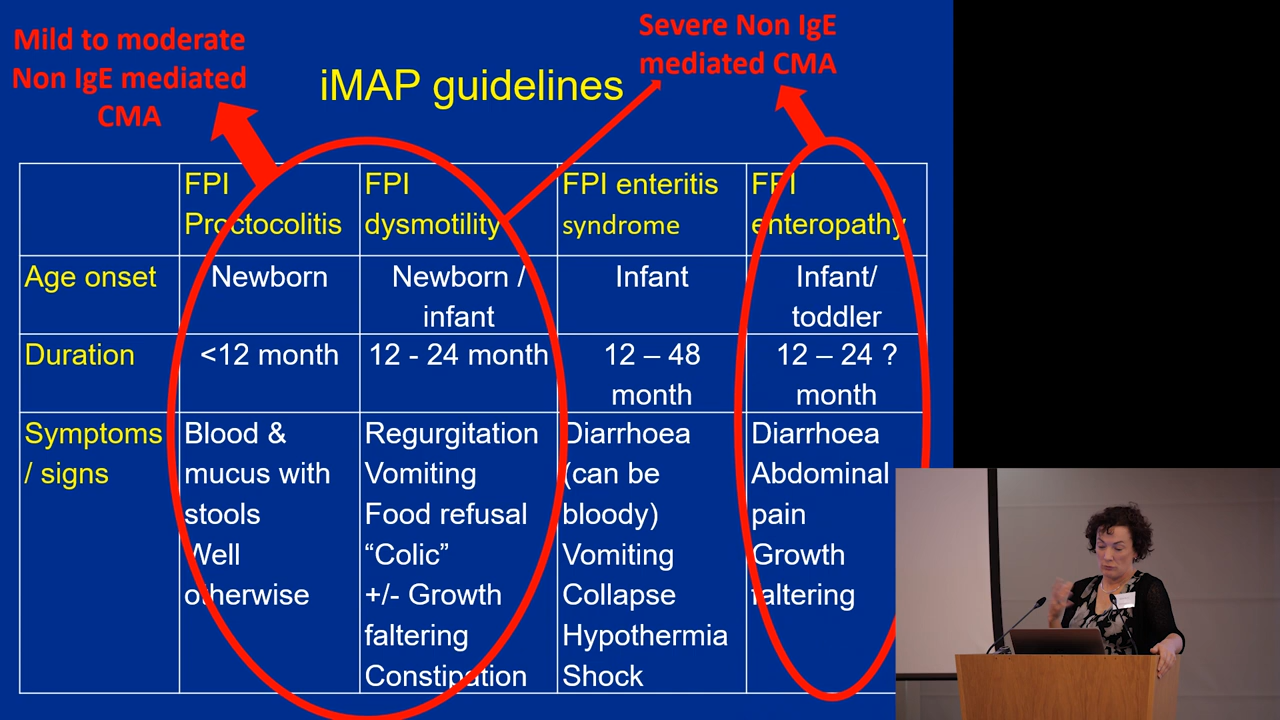 Mild to moderate
Non IgE mediated
CMA
iMAP guidelines
Severe Non IgE
mediated CMA
FPI
Proctocolitis
FPI
dysmotility
FPI enteritis
syndrome
FPI
enteropathy
Age onset
Newborn
Newborn /
infant
Infant
Infant/
toddler
Duration
<12 month
12 - 24 month
12 – 48
month
12 – 24 ?
month
Symptoms
/ signs
Blood &
mucus with
stools
Well
otherwise
Regurgitation
Vomiting
Food refusal
“Colic”
+/- Growth
faltering
Constipation
Diarrhoea
(can be
bloody)
Vomiting
Collapse
Hypothermia
Shock
Diarrhoea
Abdominal
pain
Growth
faltering